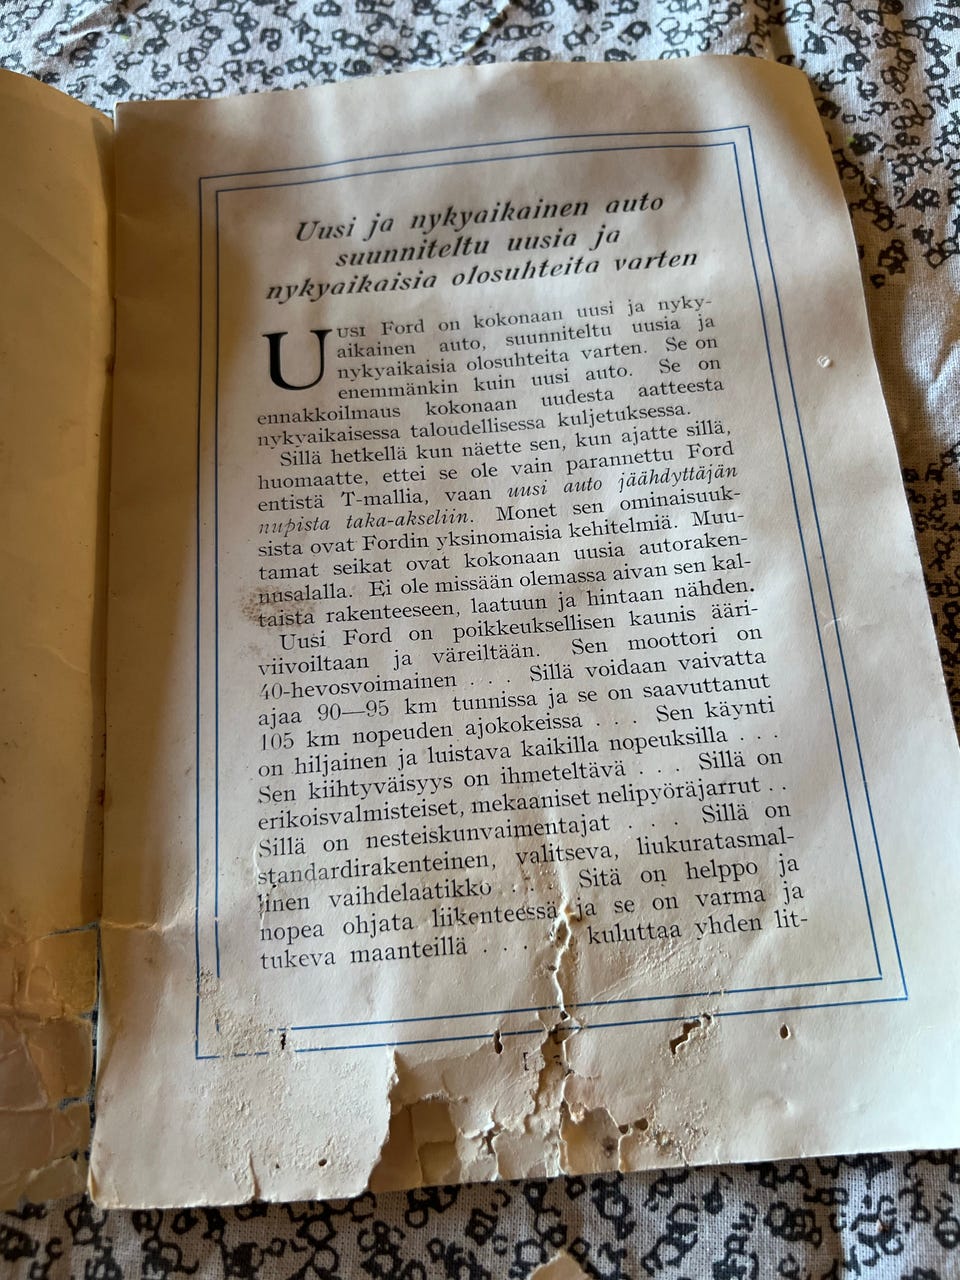 Uusi ja nykyaikainen auto
suunniteltu uusia ja
nykyaikaisia olosuhteita varten
UUSI Ford on kokonaan uusi ja nyky-
aikainen auto, suunniteltu uusia ja
nykyaikaisia olosuhteita varten. Se on
enemmänkin kuin uusi auto. Se on
ennakkoilmaus kokonaan uudesta aatteesta
nykyaikaisessa taloudellisessa kuljetuksessa.
Sillä hetkellä kun näette sen, kun ajatte sillä,
huomaatte, ettei se ole vain parannettu Ford
entistä T-mallia, vaan uusi auto jäähdyttäjän
nupista taka-akseliin. Monet sen ominaisuuk-
sista ovat Fordin yksinomaisia kehitelmiä. Muu-
tamat seikat ovat kokonaan uusia autoraken-
nusalalla. Ei ole missään olemassa aivan sen kal-
taista rakenteeseen, laatuun ja hintaan nähden.
Uusi Ford on poikkeuksellisen kaunis ääri-
viivoiltaan ja väreiltään. Sen moottori on
40-hevosvoimainen . . . Sillä voidaan vaivatta
ajaa 90—95 km tunnissa ja se on saavuttanut
105 km nopeuden ajokokeissa . . . Sen käynti
on hiljainen ja luistava kaikilla nopeuksilla . . .
Sen kiihtyväisyys on ihmeteltävä . . . Sillä on
erikoisvalmisteiset, mekaaniset nelipyöräjarrut . .
Sillä on nesteiskunvaimentajat . . . Sillä on
standardirakenteinen, valitseva, liukuratasmal-
linen vaihdelaatikko . . . Sitä on helppo ja
nopea ohjata liikenteessä ja se on varma ja
tukeva maanteillä . . . kuluttaa yhden lit-